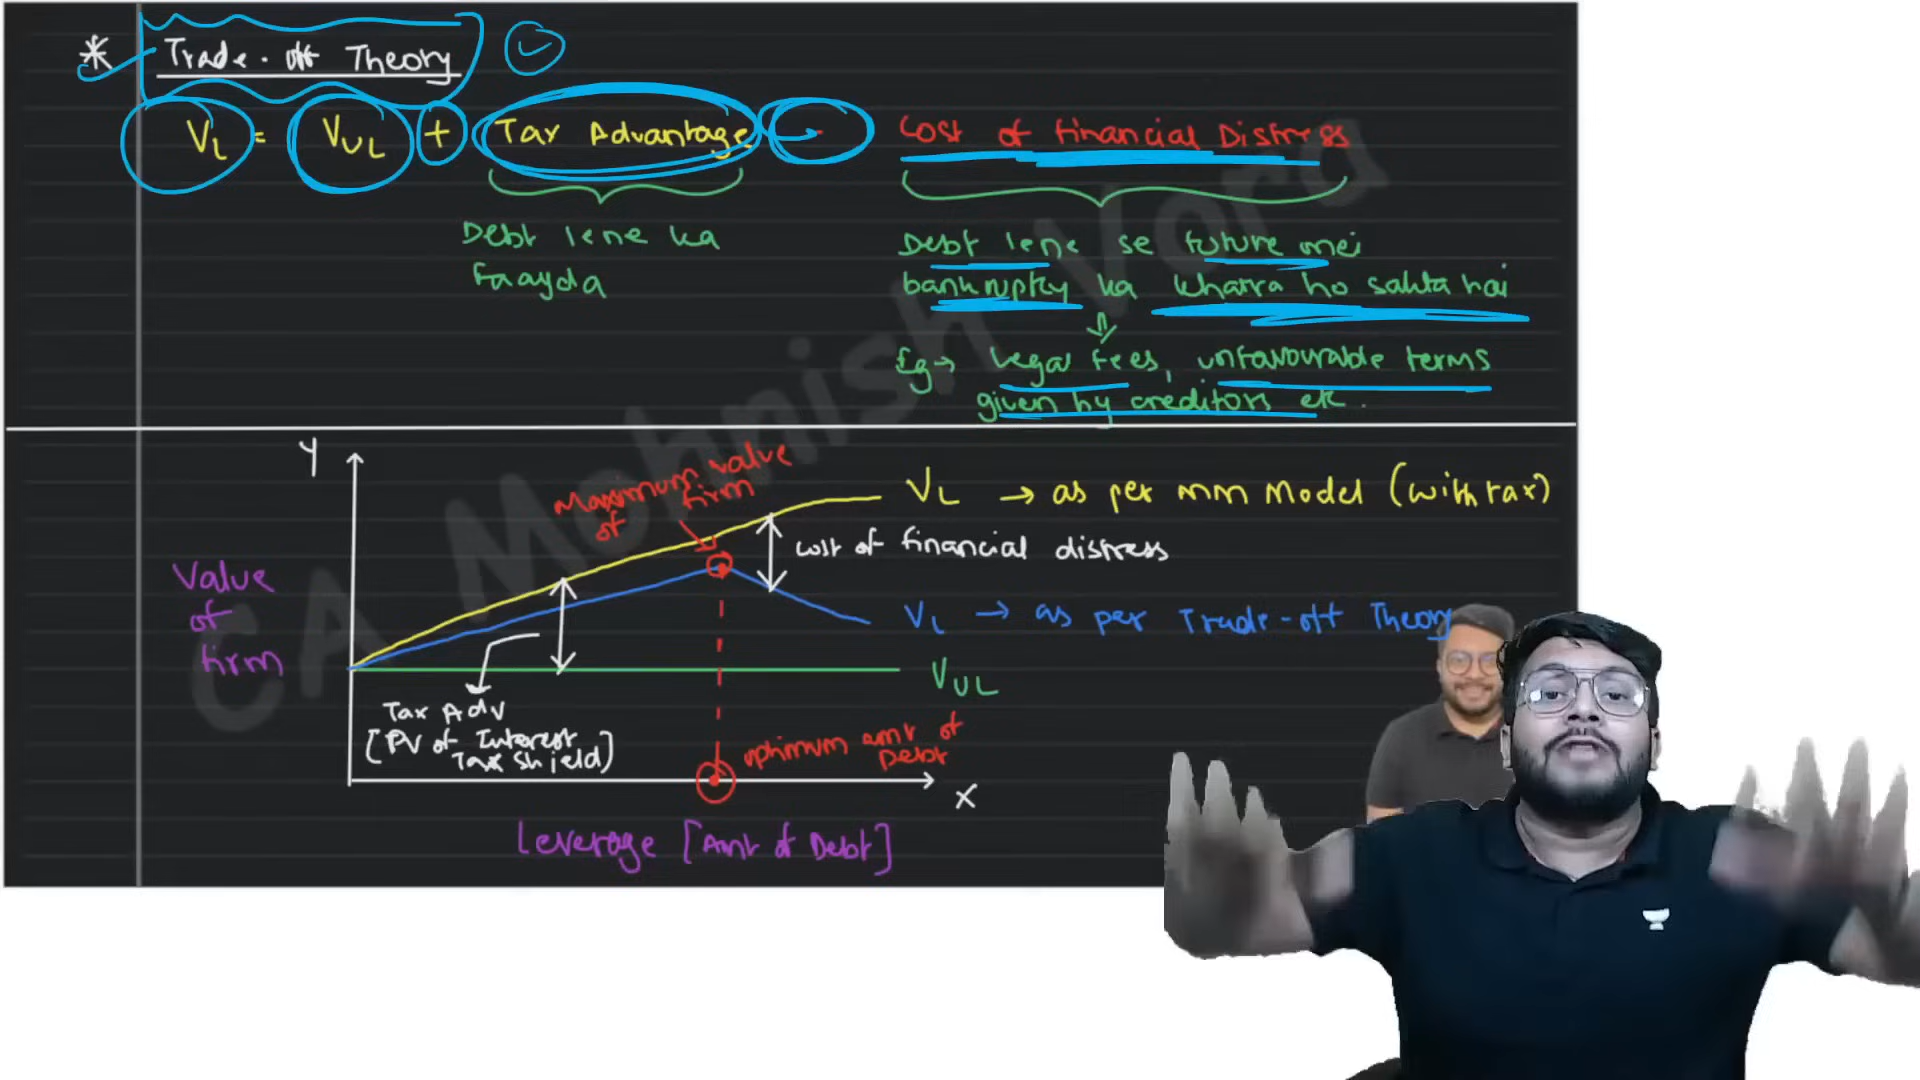 * Trade-off Theory
VL = VUL + Tax Advantage - Cost of Financial Distress
Debt lene ka
Faayda
Debt lene se future mei
bankruptcy ka khatra ho sakta hai
Eg → Legal Fees, unfavourable terms
given by creditors etc.
Y
Maximum value
of firm
VL → as per MM Model (with tax)
cost of financial distress
Value
of
firm
VL → as per Trade-off Theory
VUL
Tax Adv
[PV of Interest
Tax Shield]
optimum amt of
Debt
X
Leverage [Amt of Debt]
CA Mohnish Vora